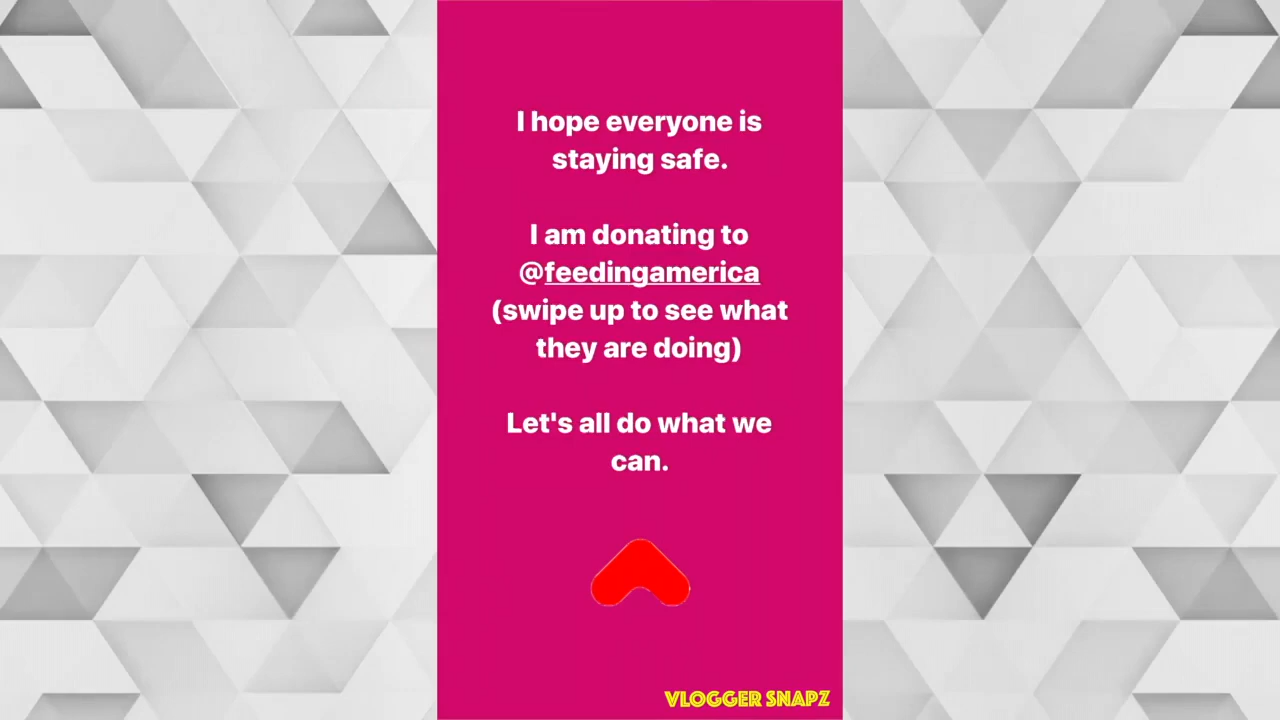 I hope everyone is
staying safe.
I am donating to
@feedingamerica
(swipe up to see what
they are doing)
Let's all do what we
can.
VLOGGER SNAPZ